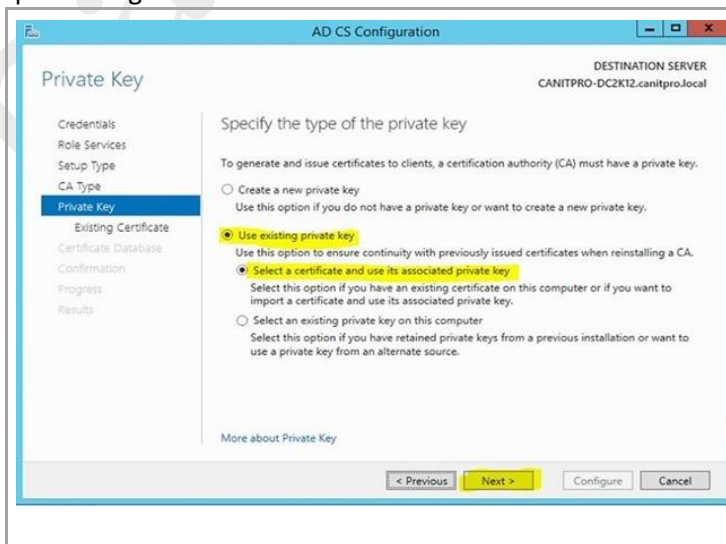 AD CS Configuration
DESTINATION SERVER
CANITPRO-DC2K12.canitpro.local
Private Key
Credentials
Role Services
Setup Type
CA Type
Private Key
Existing Certificate
Certificate Database
Confirmation
Progress
Results
Specify the type of the private key
To generate and issue certificates to clients, a certification authority (CA) must have a private key.
Create a new private key
Use this option if you do not have a private key or want to create a new private key.
Use existing private key
Use this option to ensure continuity with previously issued certificates when reinstalling a CA.
Select a certificate and use its associated private key
Select this option if you have an existing certificate on this computer or if you want to
import a certificate and use its associated private key.
Select an existing private key on this computer
Select this option if you have retained private keys from a previous installation or want to
use a private key from an alternate source.
More about Private Key
< Previous
Next >
Configure
Cancel